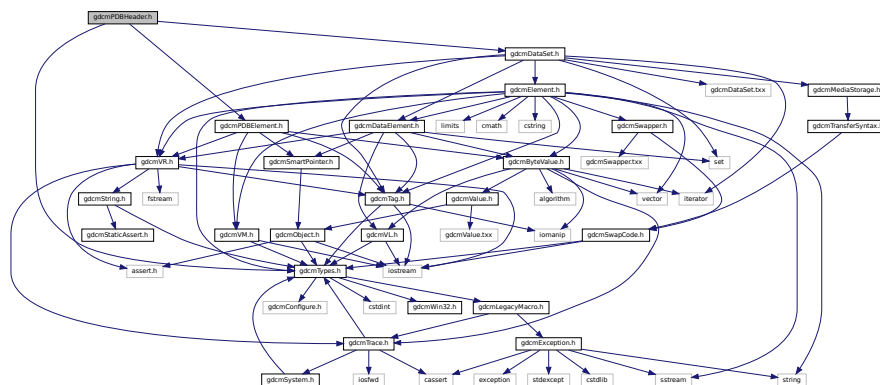 gdcmPDBHeader.h
gdcmDataSet.h
gdcmElement.h
gdcmDataSet.txx
gdcmMediaStorage.h
gdcmPDBElement.h
gdcmDataElement.h
limits
cmath
cstring
gdcmSwapper.h
gdcmTransferSyntax.h
gdcmVR.h
gdcmSmartPointer.h
gdcmByteValue.h
gdcmSwapper.txx
set
gdcmString.h
fstream
gdcmTag.h
gdcmValue.h
algorithm
vector
iterator
gdcmStaticAssert.h
gdcmVM.h
gdcmObject.h
gdcmVL.h
gdcmValue.txx
iomanip
gdcmSwapCode.h
assert.h
gdcmTypes.h
iostream
gdcmConfigure.h
cstdint
gdcmWin32.h
gdcmLegacyMacro.h
gdcmTrace.h
gdcmException.h
gdcmSystem.h
iosfwd
cassert
exception
stdexcept
cstdlib
sstream
string